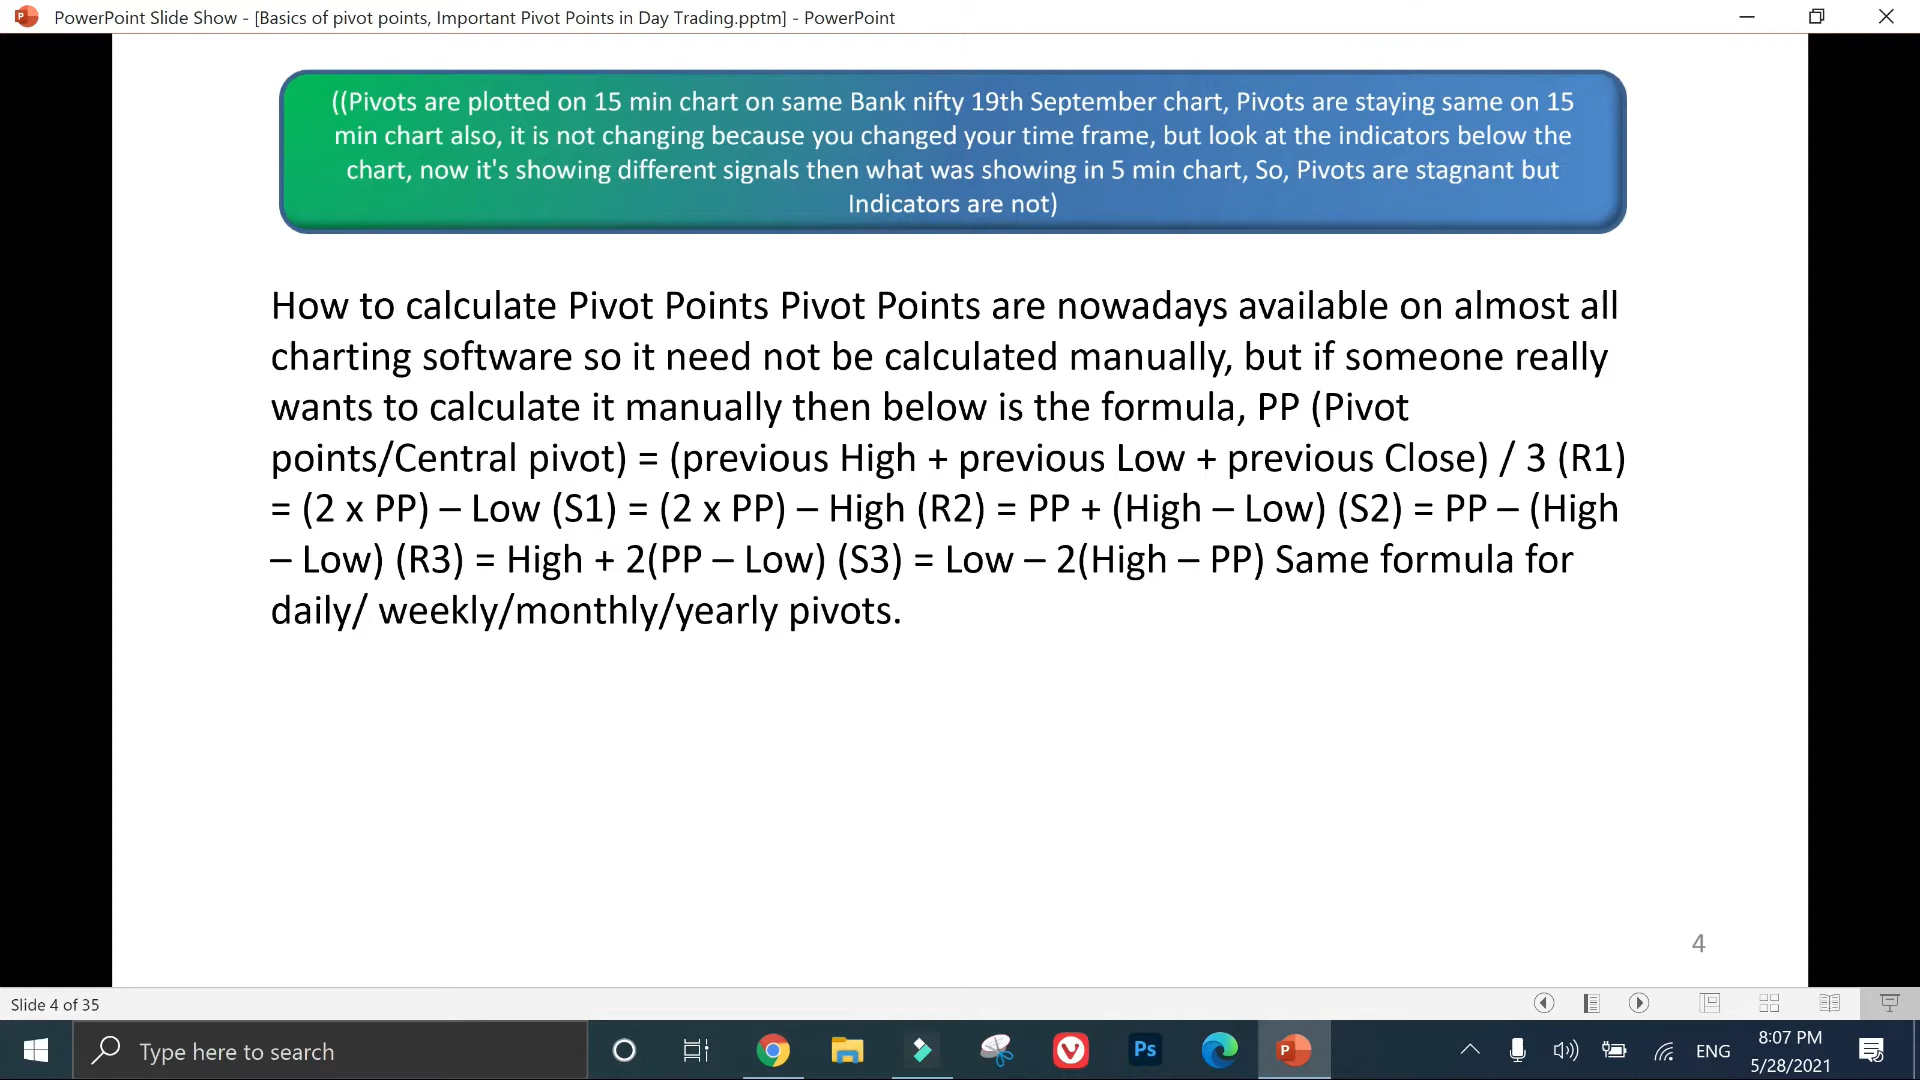 PowerPoint Slide Show - [Basics of pivot points, Important Pivot Points in Day Trading.pptm] - PowerPoint
((Pivots are plotted on 15 min chart on same Bank nifty 19th September chart, Pivots are staying same on 15
min chart also, it is not changing because you changed your time frame, but look at the indicators below the
chart, now it's showing different signals then what was showing in 5 min chart, So, Pivots are stagnant but
Indicators are not)
How to calculate Pivot Points Pivot Points are nowadays available on almost all
charting software so it need not be calculated manually, but if someone really
wants to calculate it manually then below is the formula, PP (Pivot
points/Central pivot) = (previous High + previous Low + previous Close) / 3 (R1)
= (2 x PP) – Low (S1) = (2 x PP) – High (R2) = PP + (High – Low) (S2) = PP – (High
– Low) (R3) = High + 2(PP – Low) (S3) = Low – 2(High – PP) Same formula for
daily/ weekly/monthly/yearly pivots.
4
Slide 4 of 35
Type here to search
Ps
P
ENG
8:07 PM
5/28/2021